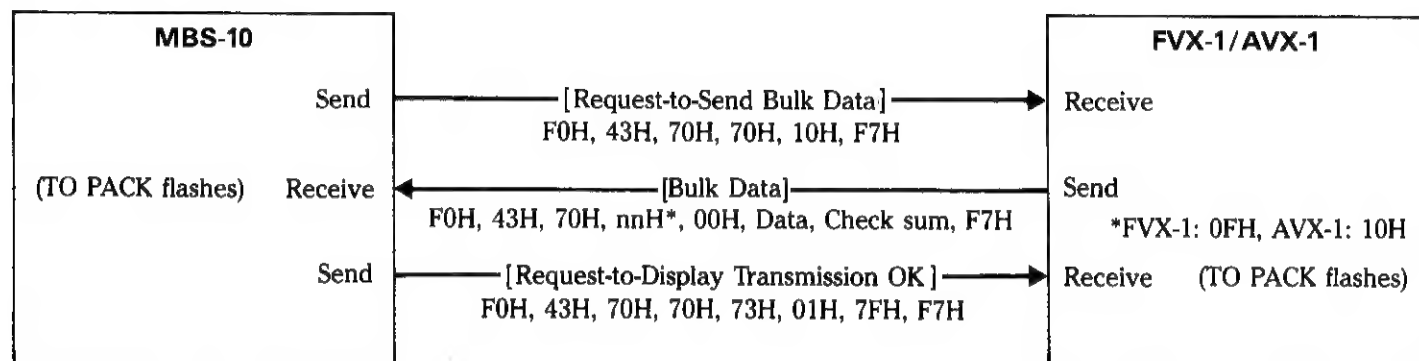 MBS-10 FVX-1/AVX-1
Send [Request-to-Send Bulk Data] Receive
F0H, 43H, 70H, 70H, 10H, F7H
(TO PACK flashes) Receive [Bulk Data] Send
F0H, 43H, 70H, nnH*, 00H, Data, Check sum, F7H *FVX-1: 0FH, AVX-1: 10H
Send [Request-to-Display Transmission OK] Receive (TO PACK flashes)
F0H, 43H, 70H, 70H, 73H, 01H, 7FH, F7H